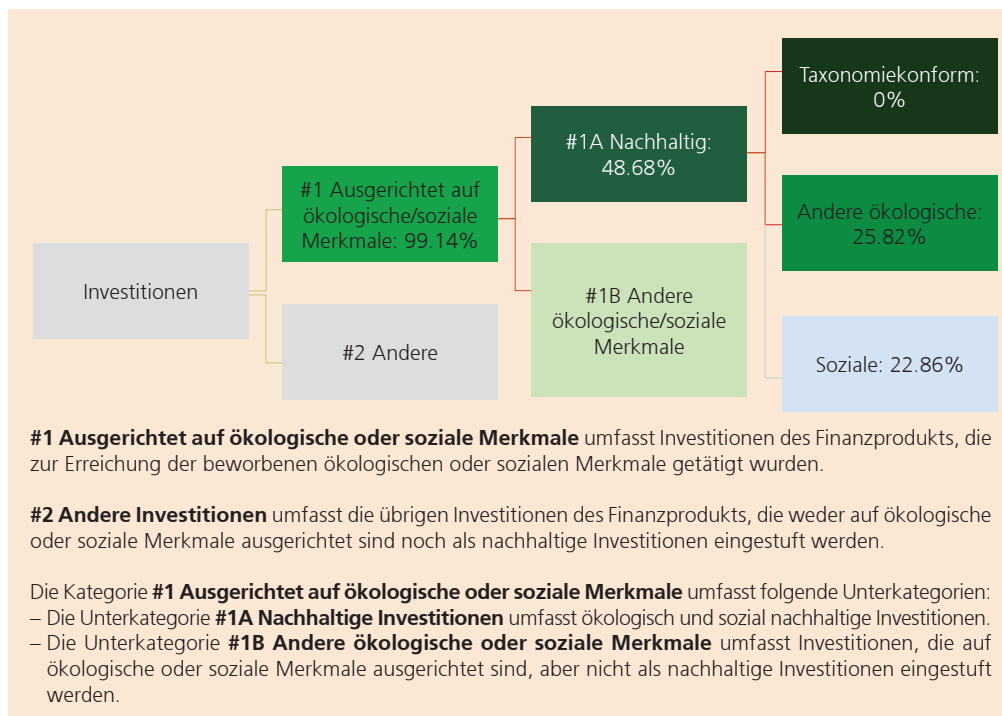 Investitionen
#1 Ausgerichtet auf
ökologische/soziale
Merkmale: 99.14%
#2 Andere
#1A Nachhaltig:
48.68%
#1B Andere
ökologische/soziale
Merkmale
Taxonomiekonform:
0%
Andere ökologische:
25.82%
Soziale: 22.86%
#1 Ausgerichtet auf ökologische oder soziale Merkmale umfasst Investitionen des Finanzprodukts, die
zur Erreichung der beworbenen ökologischen oder sozialen Merkmale getätigt wurden.
#2 Andere Investitionen umfasst die übrigen Investitionen des Finanzprodukts, die weder auf ökologische
oder soziale Merkmale ausgerichtet sind noch als nachhaltige Investitionen eingestuft werden.
Die Kategorie #1 Ausgerichtet auf ökologische oder soziale Merkmale umfasst folgende Unterkategorien:
– Die Unterkategorie #1A Nachhaltige Investitionen umfasst ökologisch und sozial nachhaltige Investitionen.
– Die Unterkategorie #1B Andere ökologische oder soziale Merkmale umfasst Investitionen, die auf
ökologische oder soziale Merkmale ausgerichtet sind, aber nicht als nachhaltige Investitionen eingestuft
werden.